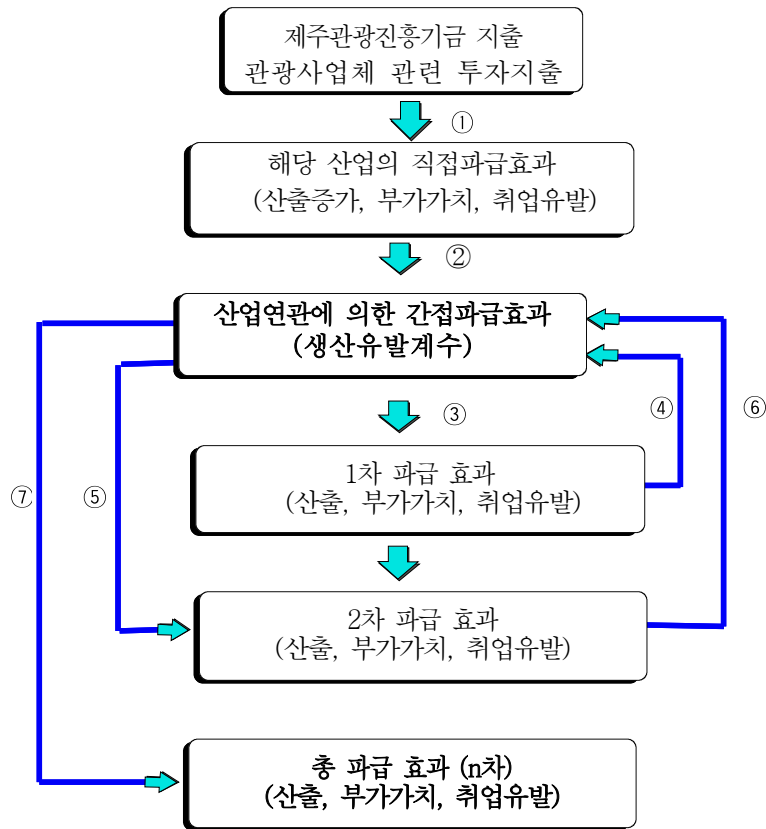 제주관광진흥기금 지출
관광사업체 관련 투자지출
①
해당 산업의 직접파급효과
(산출증가, 부가가치, 취업유발)
②
산업연관에 의한 간접파급효과
(생산유발계수)
③
④
⑥
1차 파급 효과
(산출, 부가가치, 취업유발)
⑦
⑤
2차 파급 효과
(산출, 부가가치, 취업유발)
총 파급 효과 (n차)
(산출, 부가가치, 취업유발)